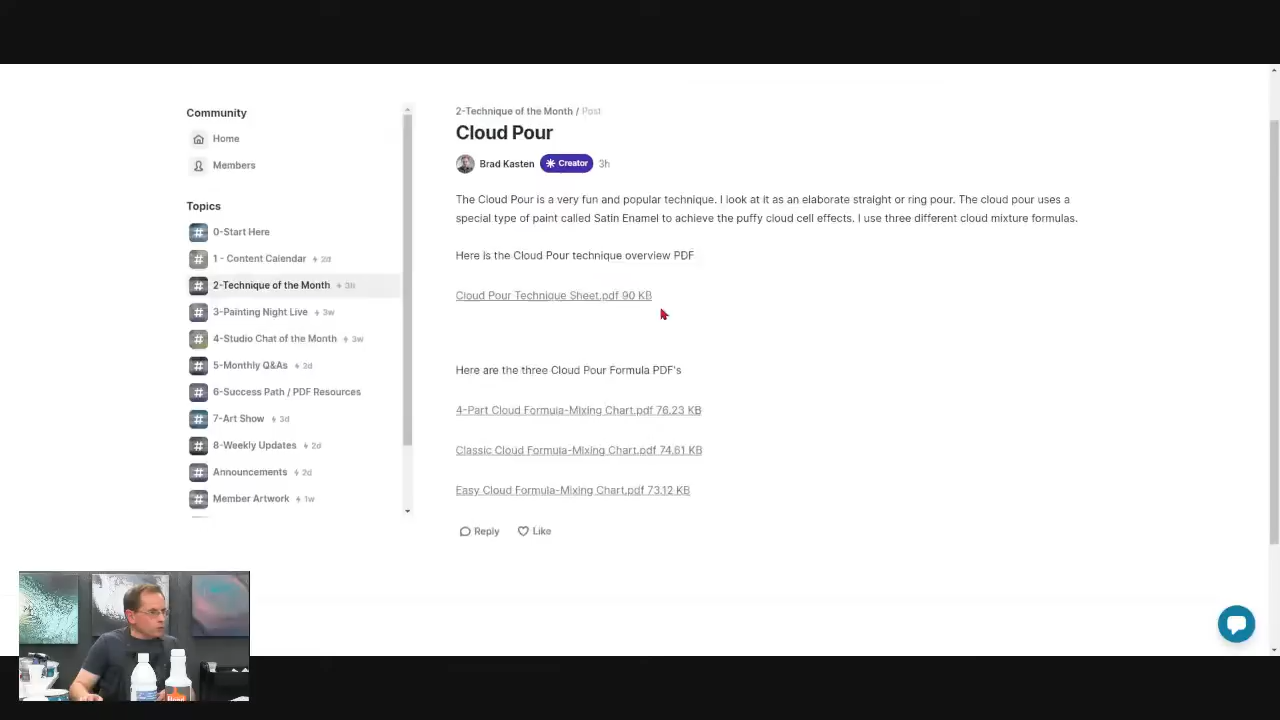 Community
Home
Members
Topics
0-Start Here
1 - Content Calendar 2d
2-Technique of the Month 3h
3-Painting Night Live 3w
4-Studio Chat of the Month 3w
5-Monthly Q&As 2d
6-Success Path / PDF Resources
7-Art Show 3d
8-Weekly Updates 2d
Announcements 2d
Member Artwork 1w
2-Technique of the Month / Post
Cloud Pour
Brad Kasten Creator 3h
The Cloud Pour is a very fun and popular technique. I look at it as an elaborate straight or ring pour. The cloud pour uses a
special type of paint called Satin Enamel to achieve the puffy cloud cell effects. I use three different cloud mixture formulas.
Here is the Cloud Pour technique overview PDF
Cloud Pour Technique Sheet.pdf 90 KB
Here are the three Cloud Pour Formula PDF's
4-Part Cloud Formula-Mixing Chart.pdf 76.23 KB
Classic Cloud Formula-Mixing Chart.pdf 74.61 KB
Easy Cloud Formula-Mixing Chart.pdf 73.12 KB
Reply Like